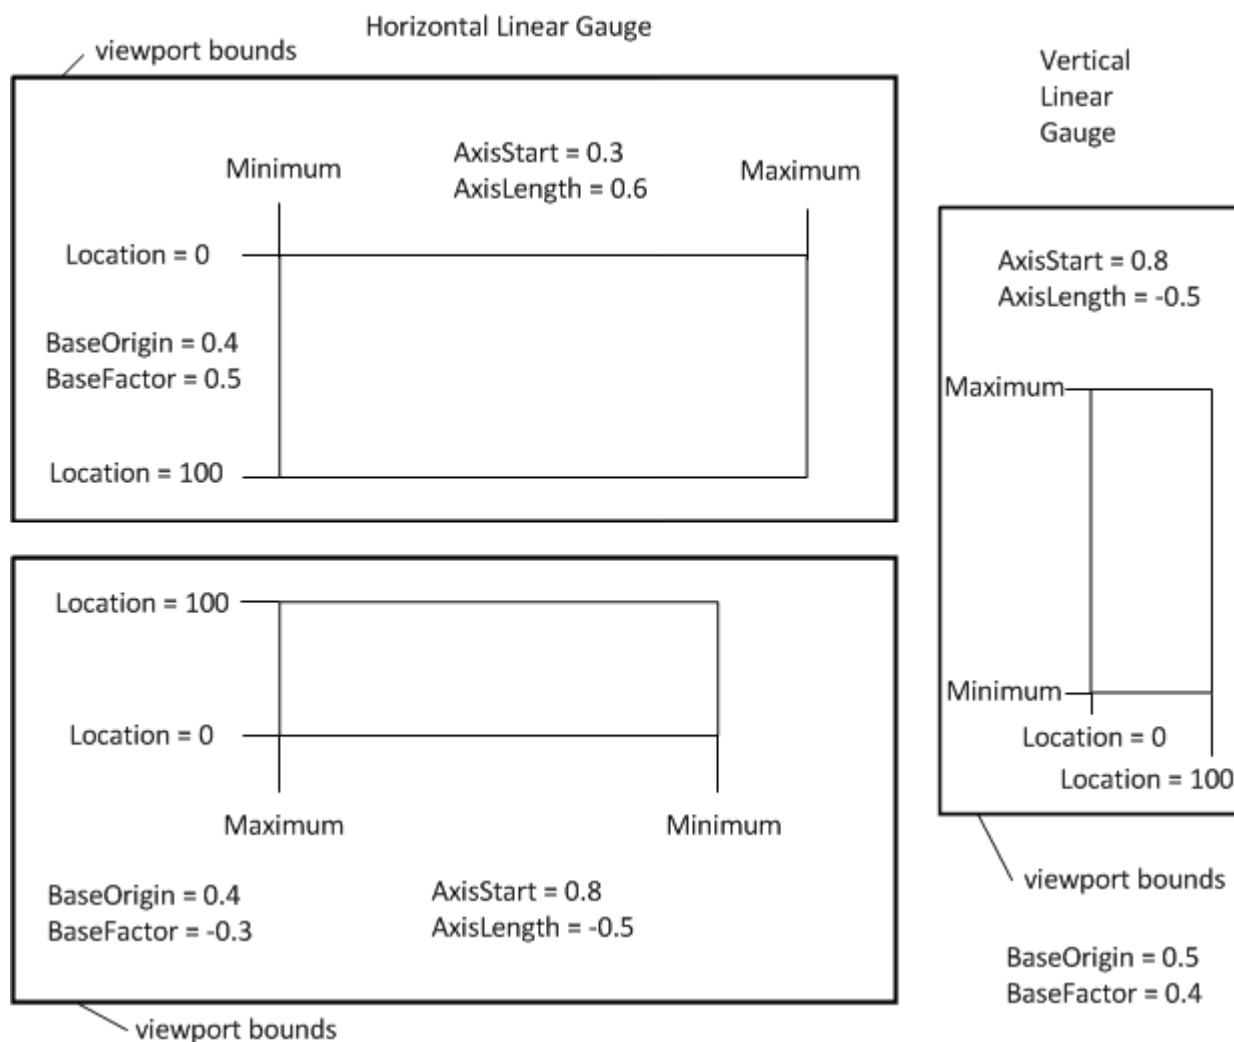 Horizontal Linear Gauge
viewport bounds
Minimum
AxisStart = 0.3
AxisLength = 0.6
Maximum
Location = 0
BaseOrigin = 0.4
BaseFactor = 0.5
Location = 100
Location = 100
Location = 0
Maximum
Minimum
BaseOrigin = 0.4
BaseFactor = -0.3
AxisStart = 0.8
AxisLength = -0.5
viewport bounds
Vertical
Linear
Gauge
AxisStart = 0.8
AxisLength = -0.5
Maximum
Minimum
Location = 0
Location = 100
viewport bounds
BaseOrigin = 0.5
BaseFactor = 0.4